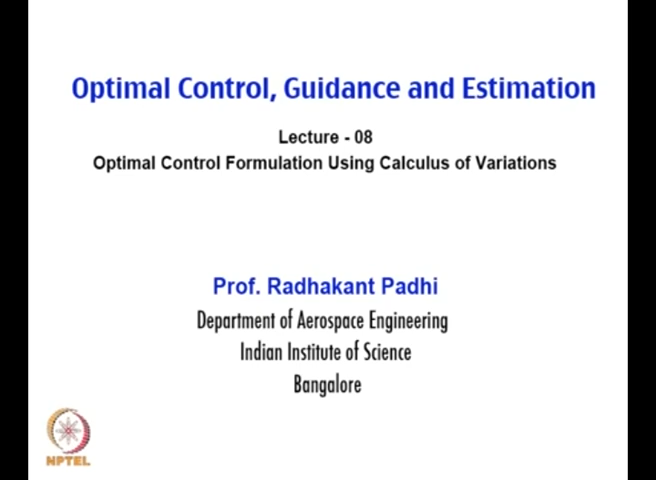 Optimal Control, Guidance and Estimation
Lecture - 08
Optimal Control Formulation Using Calculus of Variations
Prof. Radhakant Padhi
Department of Aerospace Engineering
Indian Institute of Science
Bangalore
NPTEL